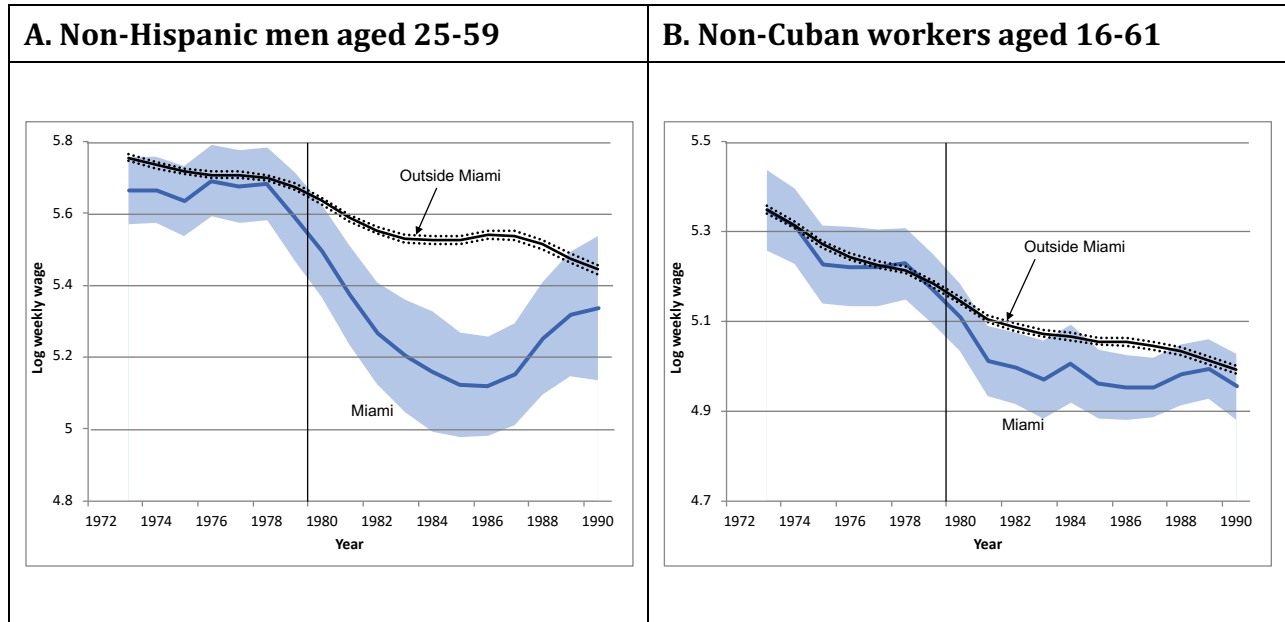 A. Non-Hispanic men aged 25-59
B. Non-Cuban workers aged 16-61
5.8
5.6
5.4
5.2
5
4.8
Log weekly wage
Outside Miami
Miami
1972 1974 1976 1978 1980 1982 1984 1986 1988 1990
Year
5.5
5.3
5.1
4.9
4.7
Log weekly wage
Outside Miami
Miami
1972 1974 1976 1978 1980 1982 1984 1986 1988 1990
Year